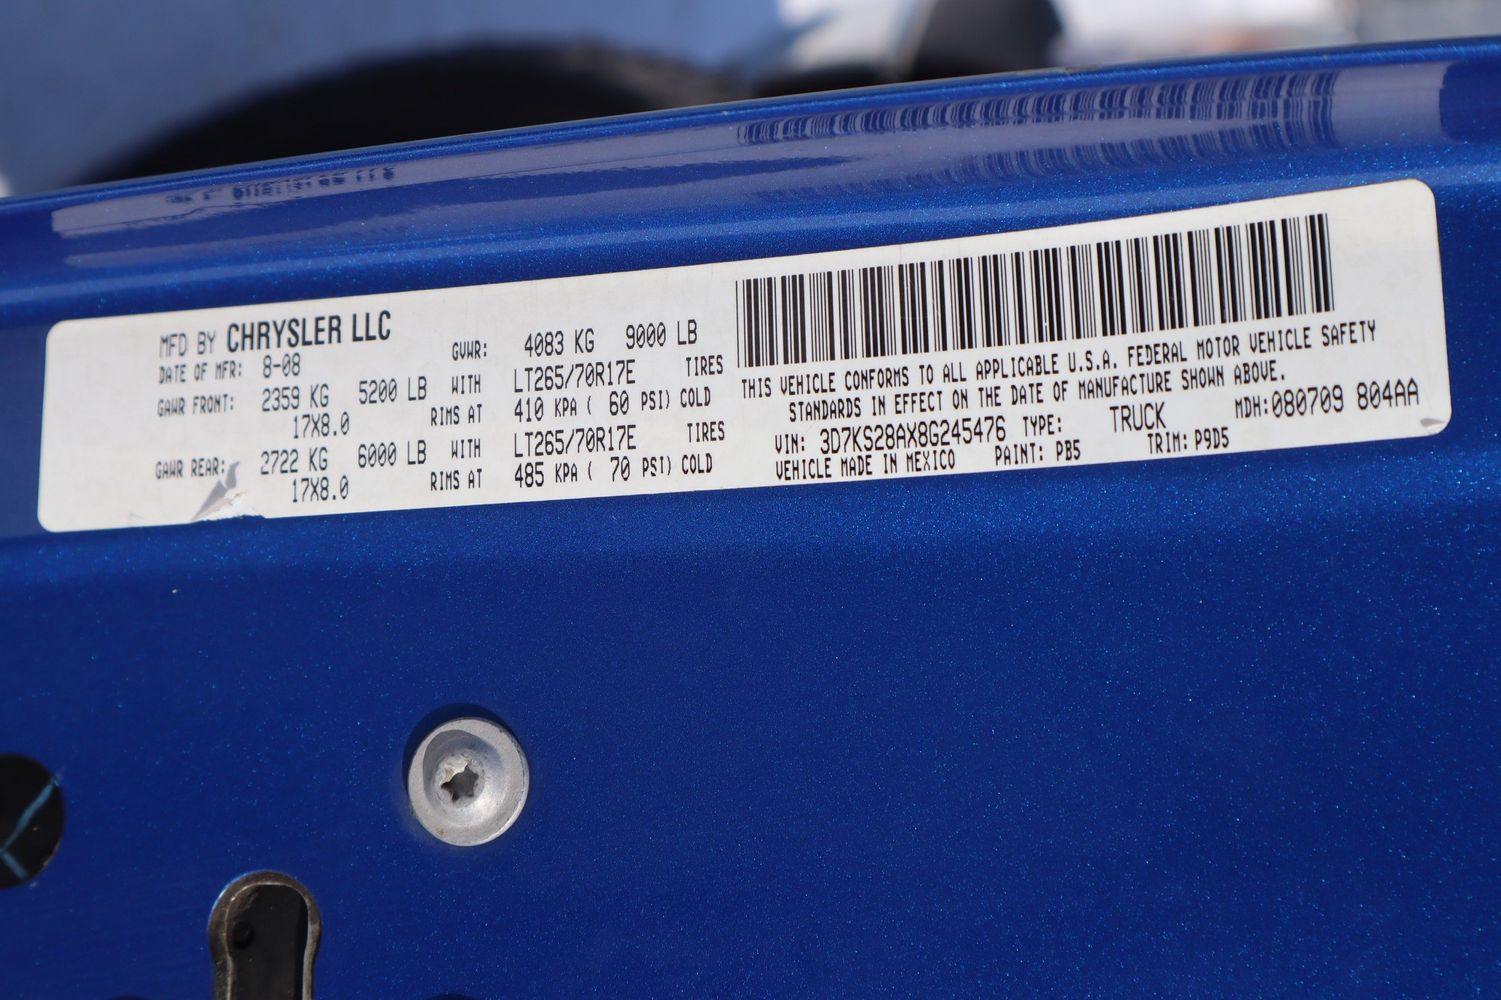 MFD BY CHRYSLER LLC GVWR: 4083 KG 9000 LB
DATE OF MFR: 8-08
GAWR FRONT: 2359 KG 5200 LB WITH LT265/70R17E TIRES
17X8.0 RIMS AT 410 KPA ( 60 PSI) COLD
GAWR REAR: 2722 KG 6000 LB WITH LT265/70R17E TIRES
17X8.0 RIMS AT 485 KPA ( 70 PSI) COLD
THIS VEHICLE CONFORMS TO ALL APPLICABLE U.S.A. FEDERAL MOTOR VEHICLE SAFETY
STANDARDS IN EFFECT ON THE DATE OF MANUFACTURE SHOWN ABOVE.
VIN: 3D7KS28AX8G245476 TYPE: TRUCK MDH:080709 804AA
VEHICLE MADE IN MEXICO PAINT: PB5 TRIM:P9D5